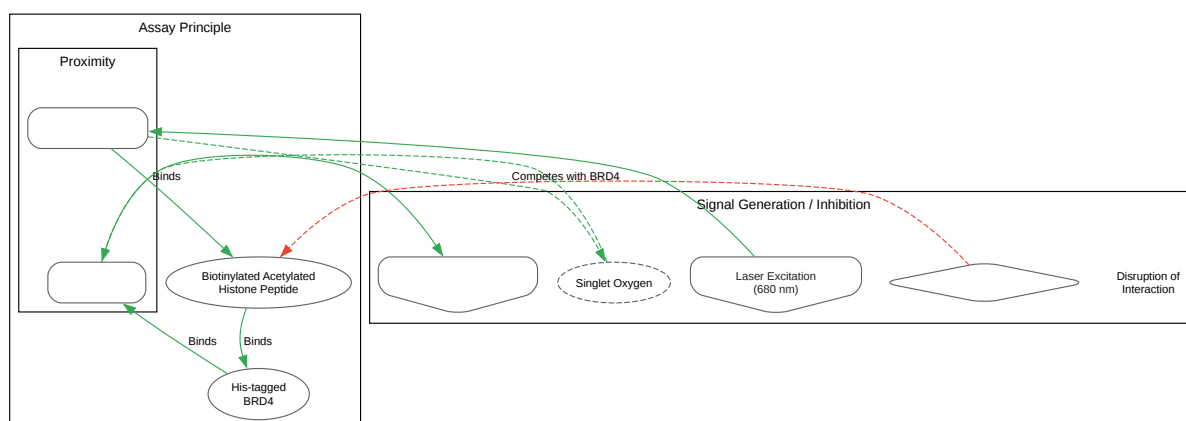 Assay Principle
Proximity
Binds
Competes with BRD4
Signal Generation / Inhibition
Biotinylated Acetylated
Histone Peptide
Singlet Oxygen
Laser Excitation
(680 nm)
Disruption of
Interaction
Binds
Binds
His-tagged
BRD4